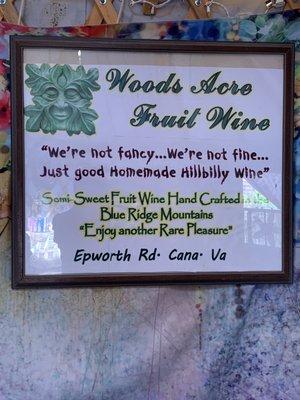 Woods Acre
Fruit Wine
"We're not fancy...We're not fine...
Just good Homemade Hillbilly Wine"
Semi-Sweet Fruit Wine Hand Crafted in the
Blue Ridge Mountains
"Enjoy another Rare Pleasure"
Epworth Rd. Cana. Va